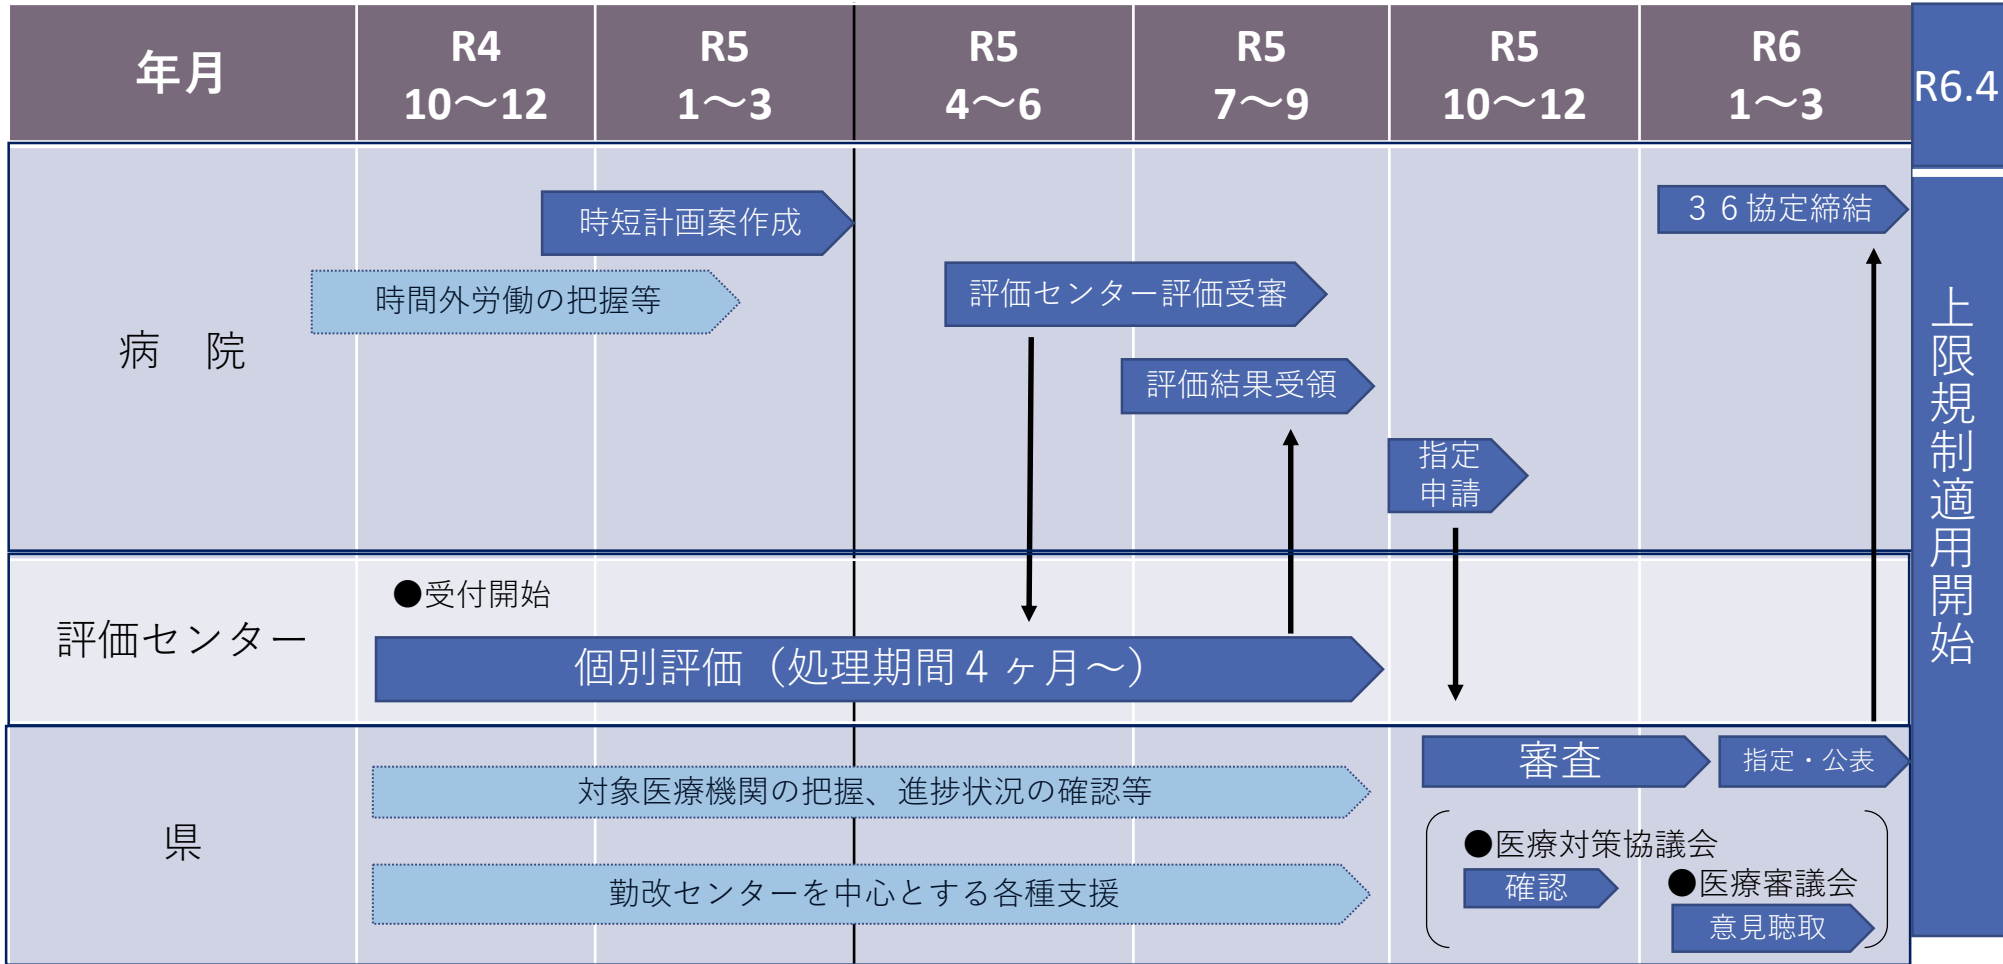 年月
R4
10～12
R5
1～3
R5
4～6
R5
7～9
R5
10～12
R6
1～3
R6.4
病　院
時短計画案作成
時間外労働の把握等
評価センター評価受審
評価結果受領
指定
申請
３６協定締結
上限規制適用開始
評価センター
●受付開始
個別評価（処理期間４ヶ月～）
県
対象医療機関の把握、進捗状況の確認等
勤改センターを中心とする各種支援
審査
指定・公表
●医療対策協議会
確認
●医療審議会
意見聴取